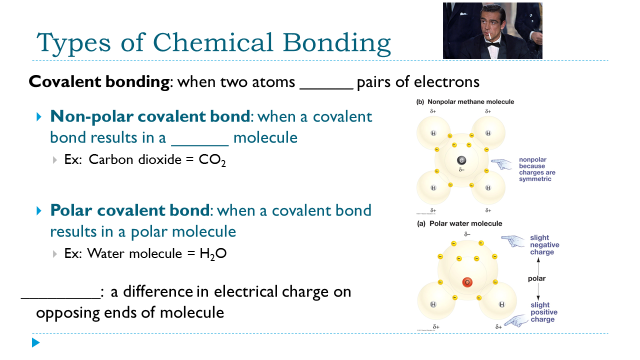 Types of Chemical Bonding
Covalent bonding: when two atoms ______ pairs of electrons
Non-polar covalent bond: when a covalent
bond results in a _______ molecule
Ex: Carbon dioxide = CO₂
Polar covalent bond: when a covalent bond
results in a polar molecule
Ex: Water molecule = H₂O
_________: a difference in electrical charge on
opposing ends of molecule
(b) Nonpolar methane molecule
δ+ δ+
H H
C
δ–
nonpolar
because
charges are
symmetric
H H
δ+ δ+
(a) Polar water molecule
δ–
slight
negative
charge
O
polar
H H
slight
positive
charge
δ+ δ+